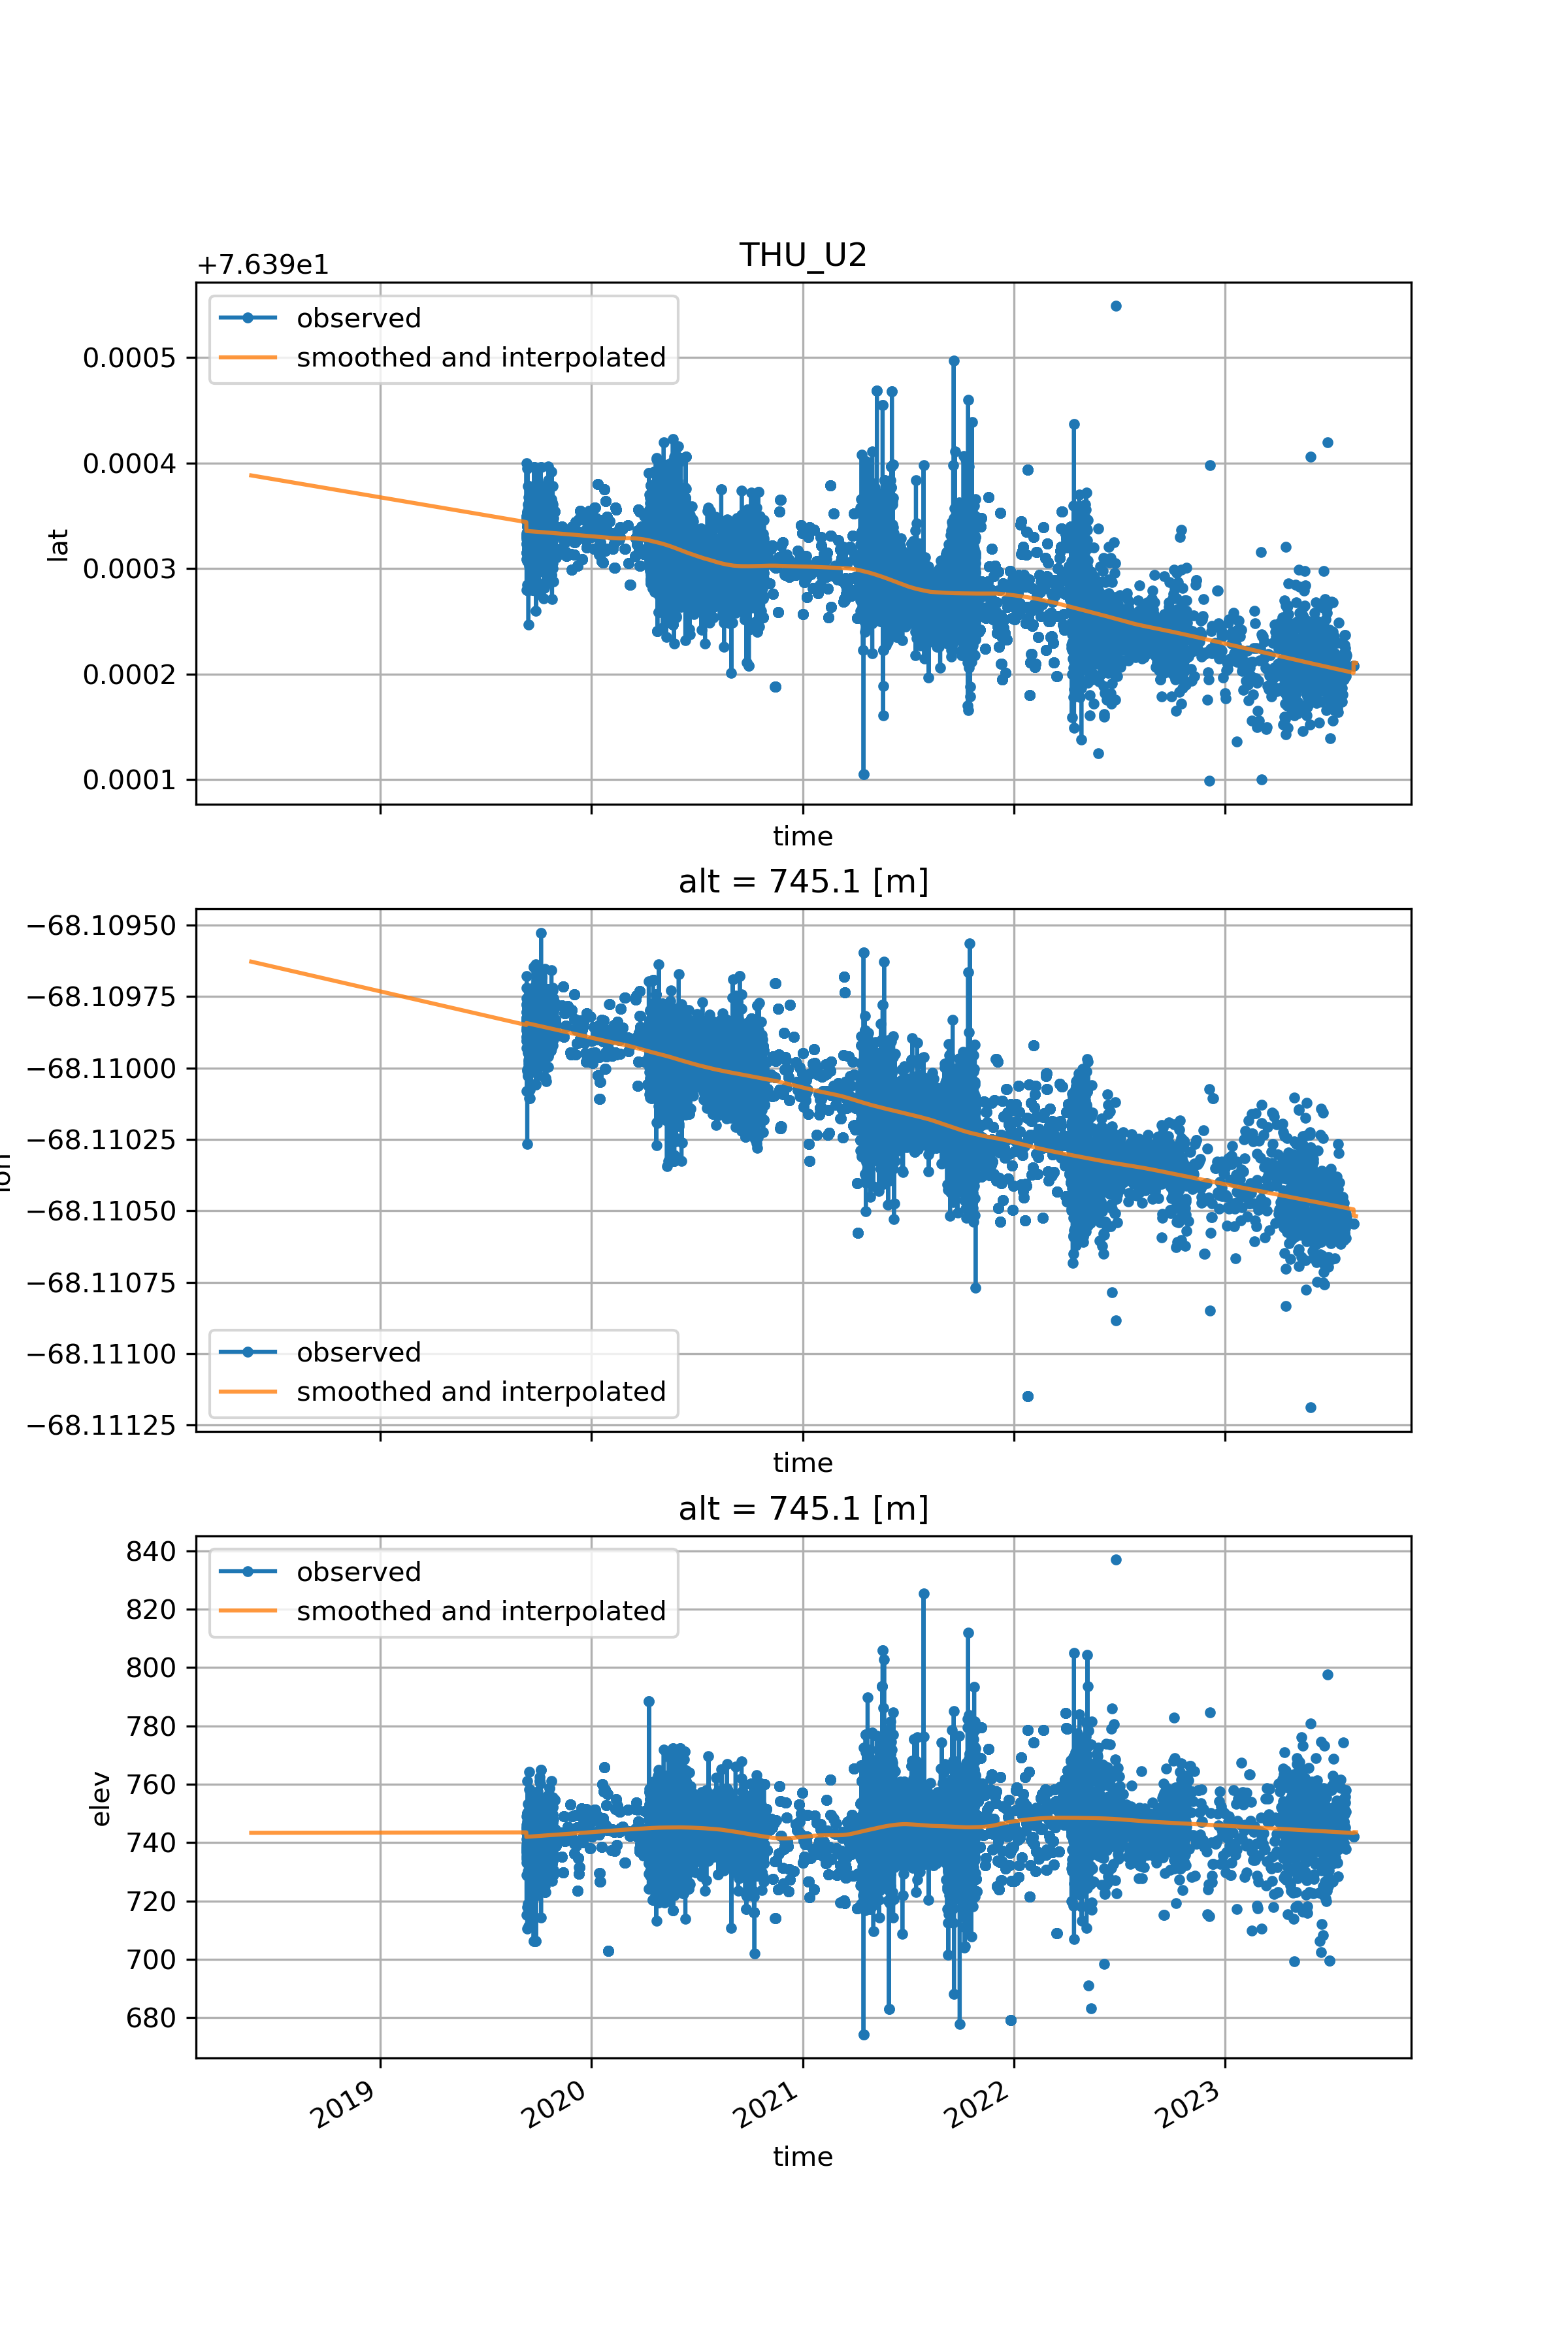 THU_U2
+7.639e1
observed
smoothed and interpolated
0.0005
0.0004
0.0003
0.0002
0.0001
lat
time
alt = 745.1 [m]
−68.10950
−68.10975
−68.11000
−68.11025
−68.11050
−68.11075
−68.11100
−68.11125
lon
observed
smoothed and interpolated
time
alt = 745.1 [m]
840
820
800
780
760
740
720
700
680
elev
observed
smoothed and interpolated
2019
2020
2021
2022
2023
time